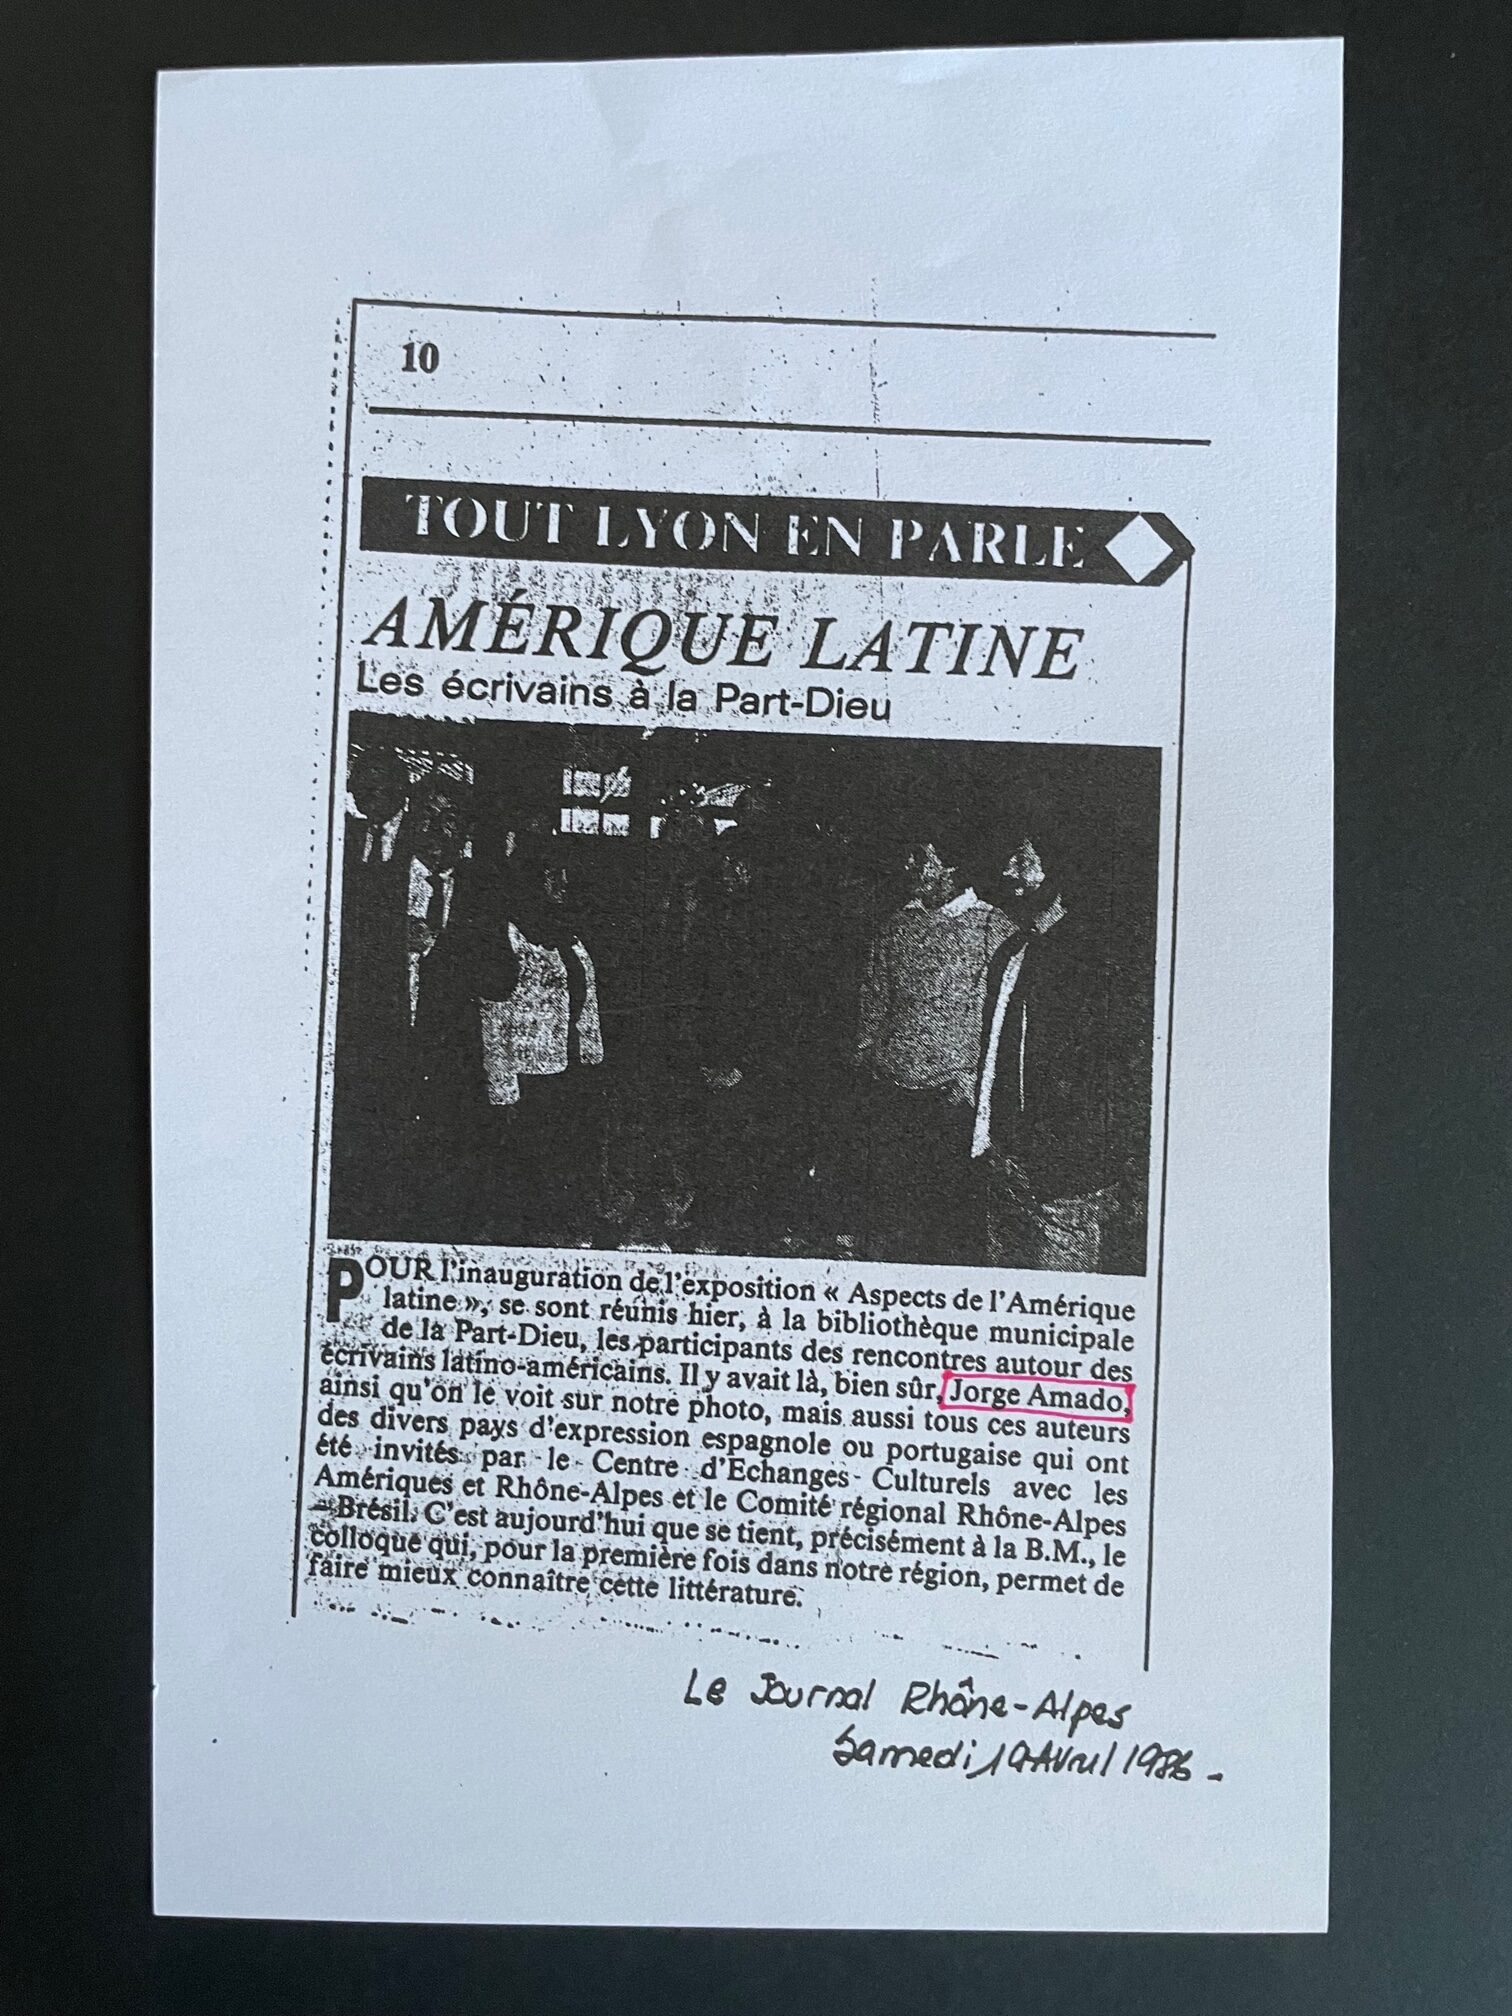 10
TOUT LYON EN PARLE
AMÉRIQUE LATINE
Les écrivains à la Part-Dieu
POUR l'inauguration de l'exposition « Aspects de l'Amérique
latine », se sont réunis hier, à la bibliothèque municipale
de la Part-Dieu, les participants des rencontres autour des
écrivains latino-américains. Il y avait là, bien sûr, Jorge Amado,
ainsi qu'on le voit sur notre photo, mais aussi tous ces auteurs
des divers pays d'expression espagnole ou portugaise qui ont
été invités par le Centre d'Echanges Culturels avec les
Amériques et Rhône-Alpes et le Comité régional Rhône-Alpes
– Brésil. C'est aujourd'hui que se tient, précisément à la B.M., le
colloque qui, pour la première fois dans notre région, permet de
faire mieux connaître cette littérature.
Le Journal Rhône-Alpes
Samedi 19 Avril 1986 -